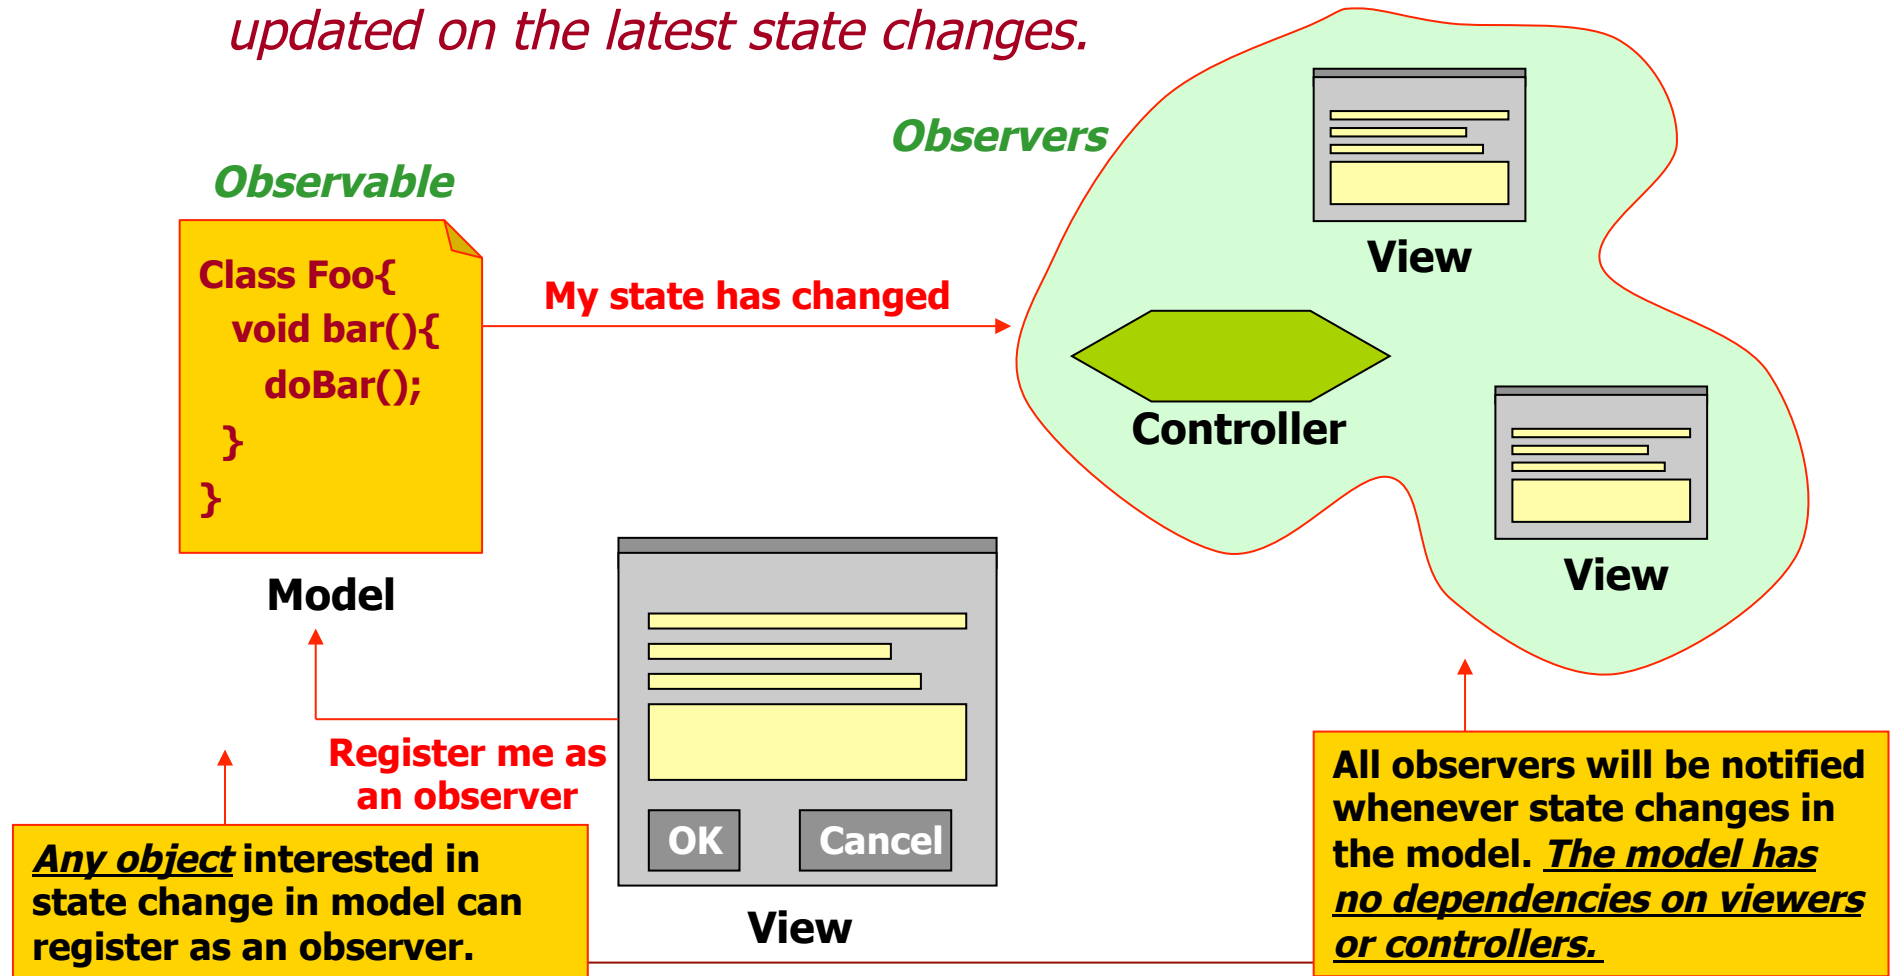 updated on the latest state changes.
Observers
Observable
View
Class Foo{
void bar(){
doBar();
}
}
My state has changed
Controller
View
Model
Register me as
an observer
OK
Cancel
View
Any object interested in
state change in model can
register as an observer.
All observers will be notified
whenever state changes in
the model. The model has
no dependencies on viewers
or controllers.